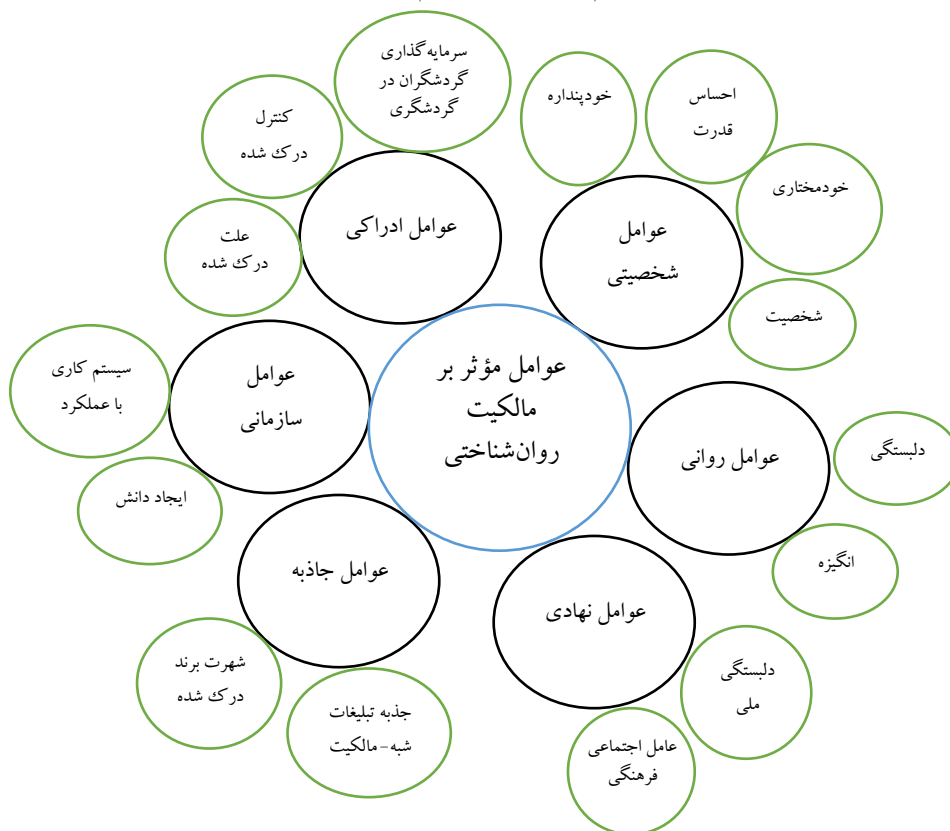 عوامل مؤثر بر
مالکیت
روان‌شناختی
عوامل
شخصیتی
خودپنداره
احساس
قدرت
خودمختاری
شخصیت
عوامل روانی
دلبستگی
انگیزه
عوامل نهادی
دلبستگی
ملی
عامل اجتماعی
فرهنگی
عوامل جاذبه
جذبه تبلیغات
شبه-مالکیت
شهرت برند
درک شده
عوامل
سازمانی
ایجاد دانش
سیستم کاری
با عملکرد
عوامل ادراکی
علت
درک شده
کنترل
درک شده
سرمایه‌گذاری
گردشگران در
گردشگری